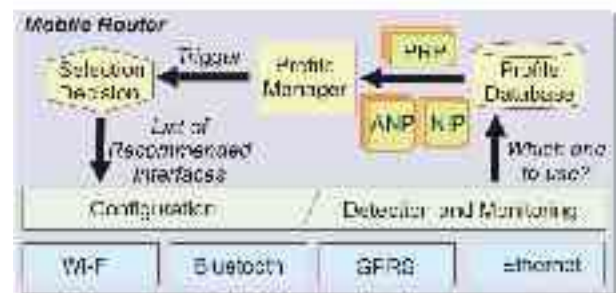 Mobile Router
Selection
Decision
Trigger
Profile
Manager
PRP
ANP
NIP
Profile
Database
List of
Recommended
Interfaces
Which one
to use?
Configuration
/
Detection and Monitoring
Wi-F
Bluetooth
GPRS
Ethernet